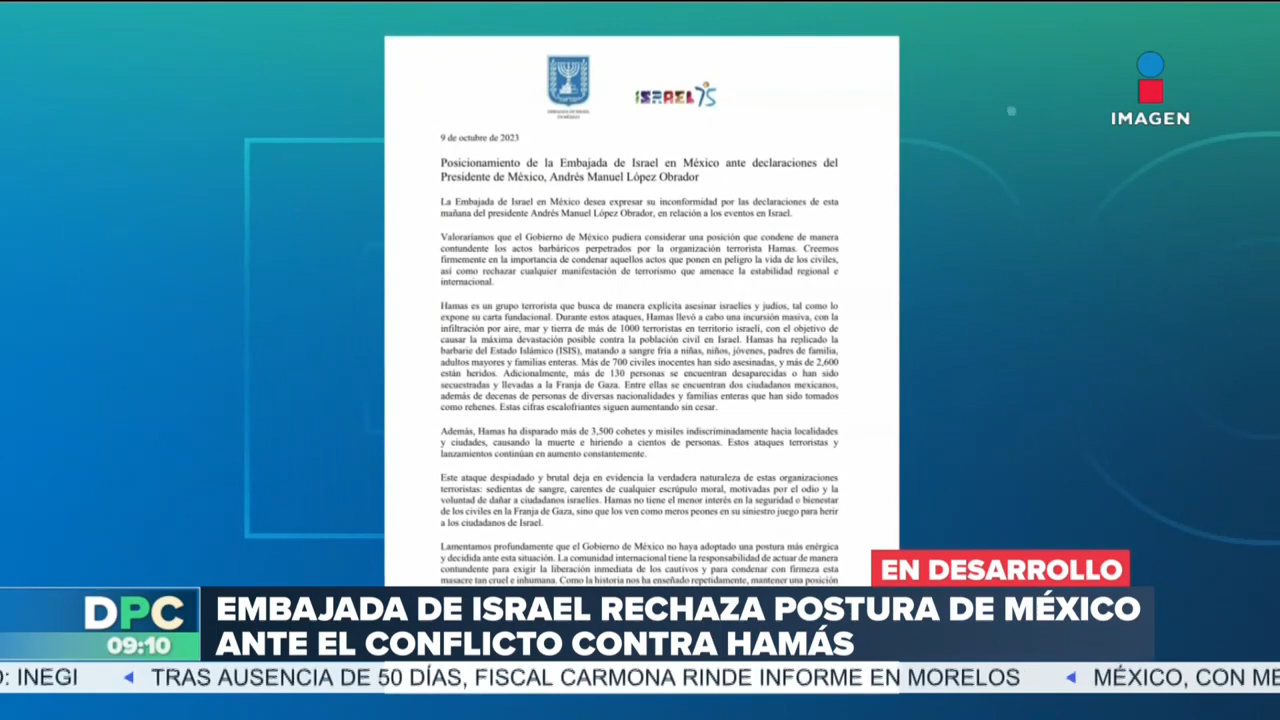 EMBAJADA DE ISRAEL
EN MÉXICO
ISRAEL 75
IMAGEN
9 de octubre de 2023
Posicionamiento de la Embajada de Israel en México ante declaraciones del
Presidente de México, Andrés Manuel López Obrador
La Embajada de Israel en México desea expresar su inconformidad por las declaraciones de esta
mañana del presidente Andrés Manuel López Obrador, en relación a los eventos en Israel.
Valoraríamos que el Gobierno de México pudiera considerar una posición que condene de manera
contundente los actos barbáricos perpetrados por la organización terrorista Hamas. Creemos
firmemente en la importancia de condenar aquellos actos que ponen en peligro la vida de los civiles,
así como rechazar cualquier manifestación de terrorismo que amenace la estabilidad regional e
internacional.
Hamas es un grupo terrorista que busca de manera explícita asesinar israelíes y judíos, tal como lo
expone su carta fundacional. Durante estos ataques, Hamas llevó a cabo una incursión masiva, con la
infiltración por aire, mar y tierra de más de 1000 terroristas en territorio israelí, con el objetivo de
causar la máxima devastación posible contra la población civil en Israel. Hamas ha replicado la
barbarie del Estado Islámico (ISIS), matando a sangre fría a niñas, niños, jóvenes, padres de familia,
adultos mayores y familias enteras. Más de 700 civiles inocentes han sido asesinadas, y más de 2,600
están heridos. Adicionalmente, más de 130 personas se encuentran desaparecidas o han sido
secuestradas y llevadas a la Franja de Gaza. Entre ellas se encuentran dos ciudadanos mexicanos,
además de decenas de personas de diversas nacionalidades y familias enteras que han sido tomados
como rehenes. Estas cifras escalofriantes siguen aumentando sin cesar.
Además, Hamas ha disparado más de 3,500 cohetes y misiles indiscriminadamente hacia localidades
y ciudades, causando la muerte e hiriendo a cientos de personas. Estos ataques terroristas y
lanzamientos continúan en aumento constantemente.
Este ataque despiadado y brutal deja en evidencia la verdadera naturaleza de estas organizaciones
terroristas: sedientas de sangre, carentes de cualquier escrúpulo moral, motivadas por el odio y la
voluntad de dañar a ciudadanos israelíes. Hamas no tiene el menor interés en la seguridad o bienestar
de los civiles en la Franja de Gaza, sino que los ven como meros peones en su siniestro juego para herir
a los ciudadanos de Israel.
Lamentamos profundamente que el Gobierno de México no haya adoptado una postura más enérgica
y decidida ante esta situación. La comunidad internacional tiene la responsabilidad de actuar de manera
contundente para exigir la liberación inmediata de los cautivos y para condenar con firmeza esta
masacre tan cruel e inhumana. Como la historia nos ha enseñado repetidamente, mantener una posición
EN DESARROLLO
DPC
09:10
EMBAJADA DE ISRAEL RECHAZA POSTURA DE MÉXICO
ANTE EL CONFLICTO CONTRA HAMÁS
O: INEGI ◄ TRAS AUSENCIA DE 50 DÍAS, FISCAL CARMONA RINDE INFORME EN MORELOS ◄ MÉXICO, CON ME